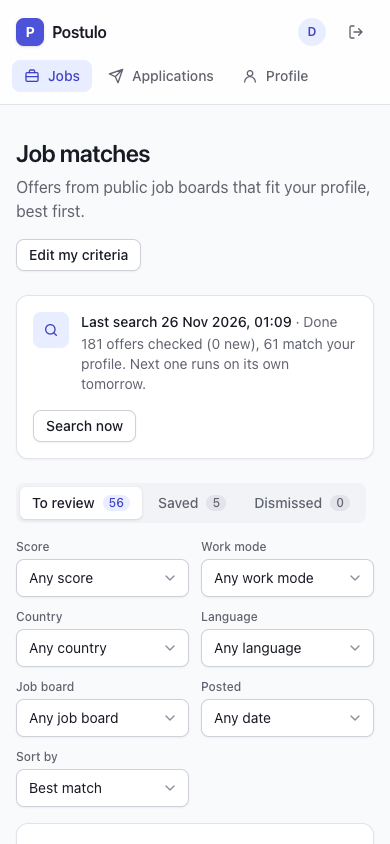 P Postulo D
Jobs Applications Profile
Job matches
Offers from public job boards that fit your profile,
best first.
Edit my criteria
Last search 26 Nov 2026, 01:09 · Done
181 offers checked (0 new), 61 match your
profile. Next one runs on its own
tomorrow.
Search now
To review 56 Saved 5 Dismissed 0
Score Work mode
Any score Any work mode
Country Language
Any country Any language
Job board Posted
Any job board Any date
Sort by
Best match